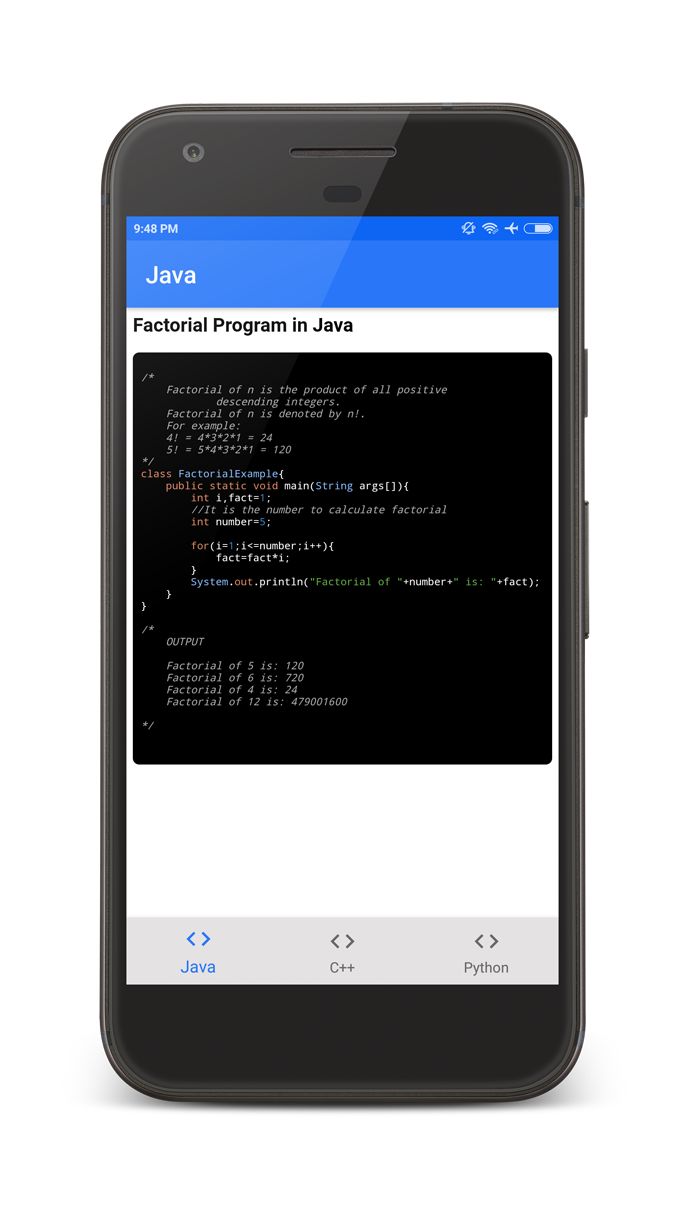 9:48 PM
Java
Factorial Program in Java
/*
    Factorial of n is the product of all positive
            descending integers.
    Factorial of n is denoted by n!.
    For example:
    4! = 4*3*2*1 = 24
    5! = 5*4*3*2*1 = 120
*/
class FactorialExample{
    public static void main(String args[]){
        int i,fact=1;
        //It is the number to calculate factorial
        int number=5;
        for(i=1;i<=number;i++){
            fact=fact*i;
        }
        System.out.println("Factorial of "+number+" is: "+fact);
    }
}
/*
    OUTPUT
    Factorial of 5 is: 120
    Factorial of 6 is: 720
    Factorial of 4 is: 24
    Factorial of 12 is: 479001600
*/
Java
C++
Python